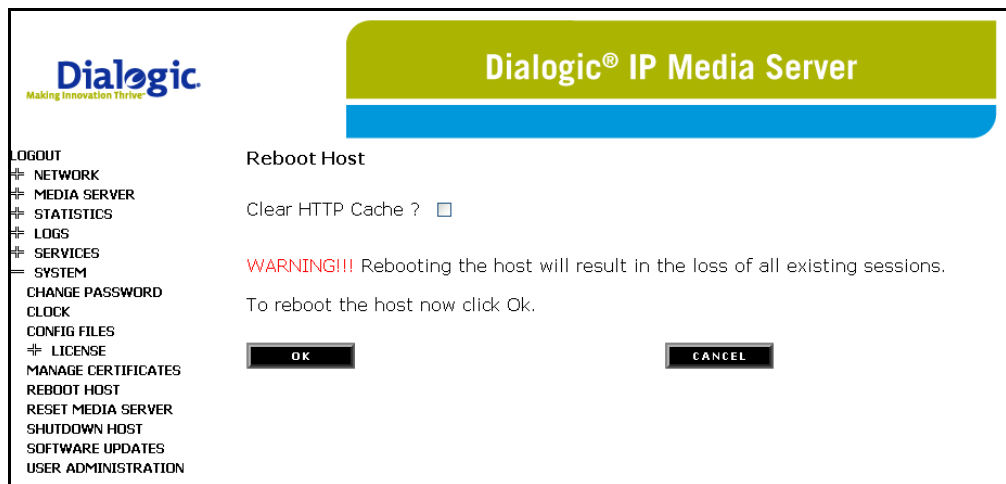 Dialogic.
Making Innovation Thrive™
Dialogic® IP Media Server
LOGOUT
NETWORK
MEDIA SERVER
STATISTICS
LOGS
SERVICES
SYSTEM
CHANGE PASSWORD
CLOCK
CONFIG FILES
LICENSE
MANAGE CERTIFICATES
REBOOT HOST
RESET MEDIA SERVER
SHUTDOWN HOST
SOFTWARE UPDATES
USER ADMINISTRATION
Reboot Host
Clear HTTP Cache ?
WARNING!!! Rebooting the host will result in the loss of all existing sessions.
To reboot the host now click Ok.
OK
CANCEL